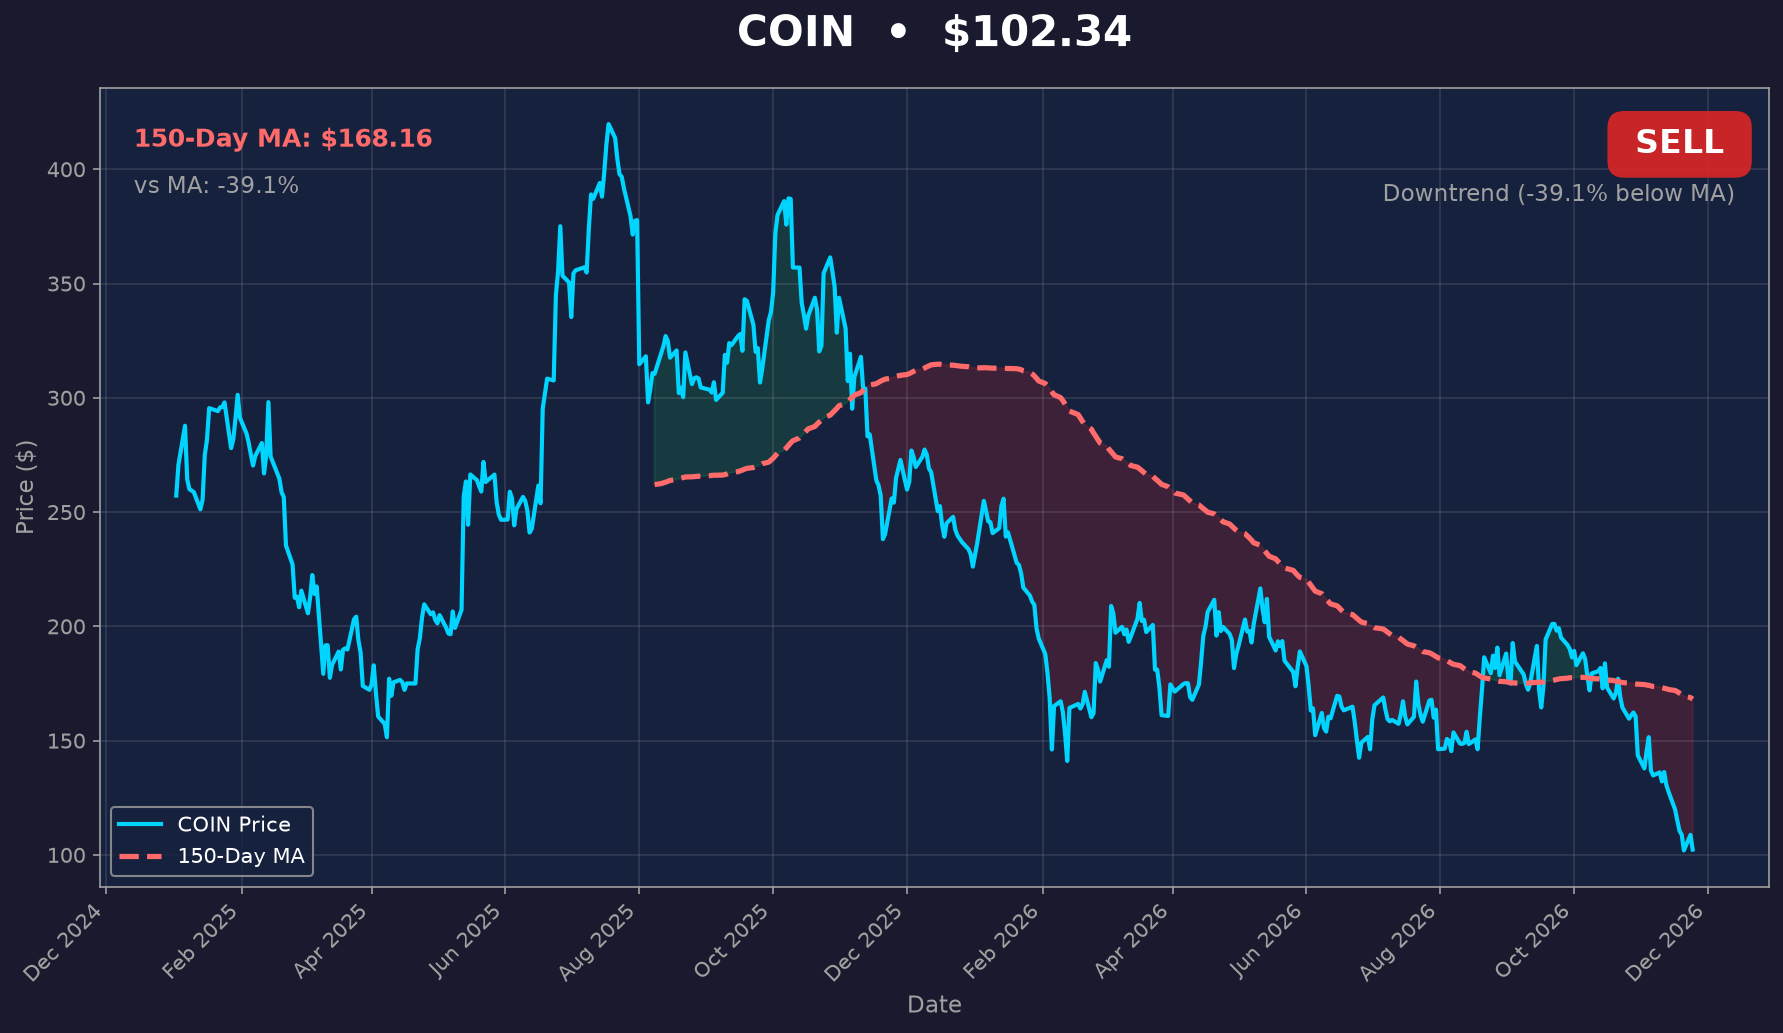 COIN • $102.34
150-Day MA: $168.16
vs MA: -39.1%
SELL
Downtrend (-39.1% below MA)
Price ($)
400
350
300
250
200
150
100
COIN Price
150-Day MA
Dec 2024
Feb 2025
Apr 2025
Jun 2025
Aug 2025
Oct 2025
Dec 2025
Feb 2026
Apr 2026
Jun 2026
Aug 2026
Oct 2026
Dec 2026
Date